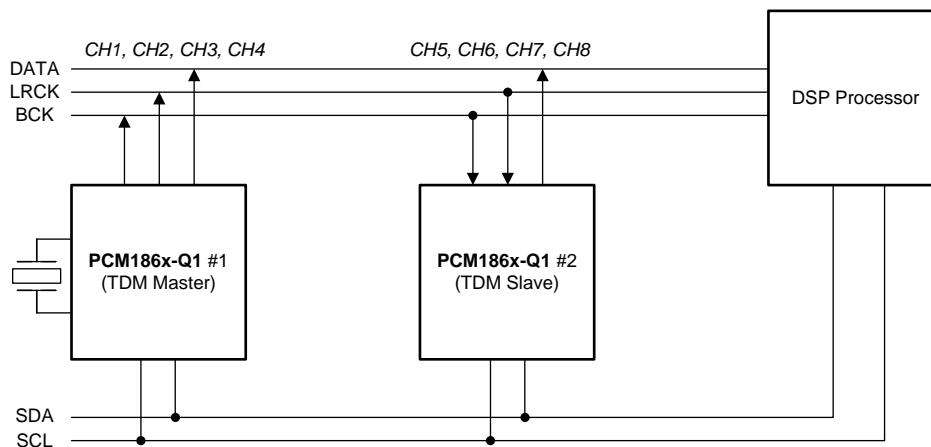 CH1, CH2, CH3, CH4
CH5, CH6, CH7, CH8
DATA
LRCK
BCK
DSP Processor
PCM186x-Q1 #1
(TDM Master)
PCM186x-Q1 #2
(TDM Slave)
SDA
SCL